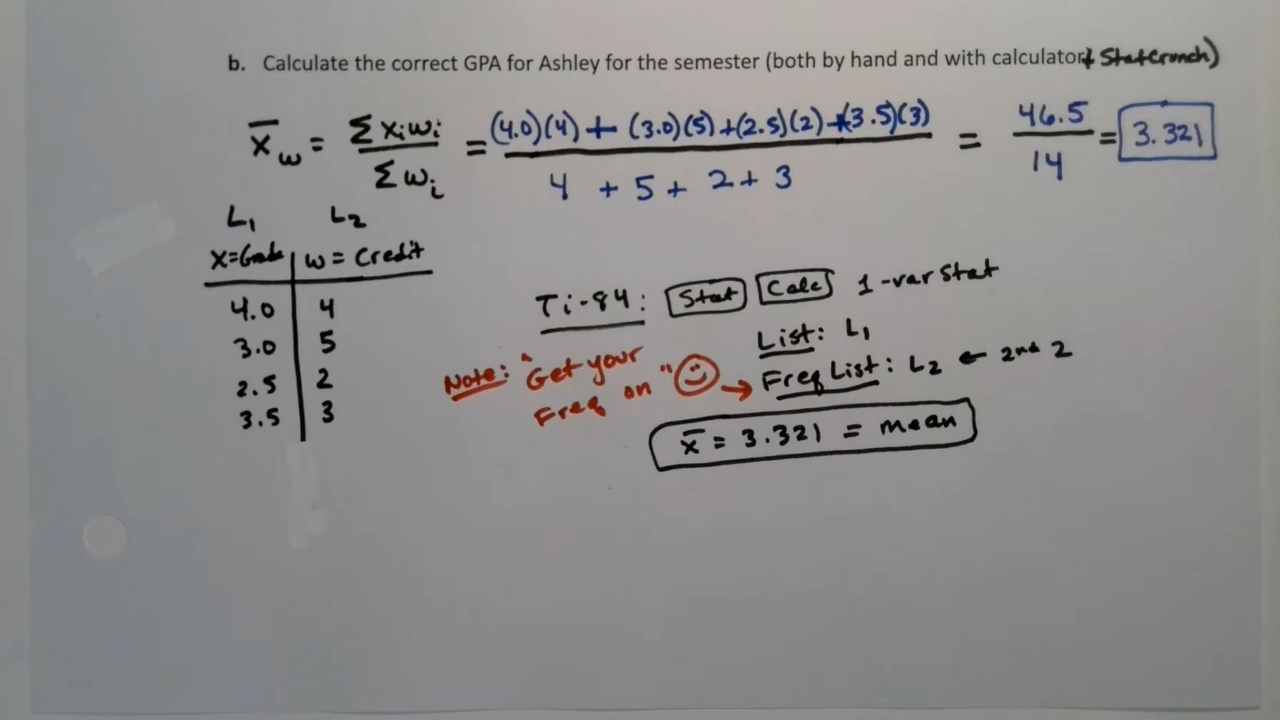 b. Calculate the correct GPA for Ashley for the semester (both by hand and with calculator & StatCrunch)
x̄w = Σxiwi / Σwi = (4.0)(4) + (3.0)(5) + (2.5)(2) + (3.5)(3) / 4 + 5 + 2 + 3 = 46.5 / 14 = 3.321
L1 L2
x=Grade w = Credit
4.0 4
3.0 5
2.5 2
3.5 3
Ti-84: Stat Calc 1-var Stat
List: L1
Note: "Get your Freq on" → Freq List: L2 ← 2nd 2
x̄ = 3.321 = mean